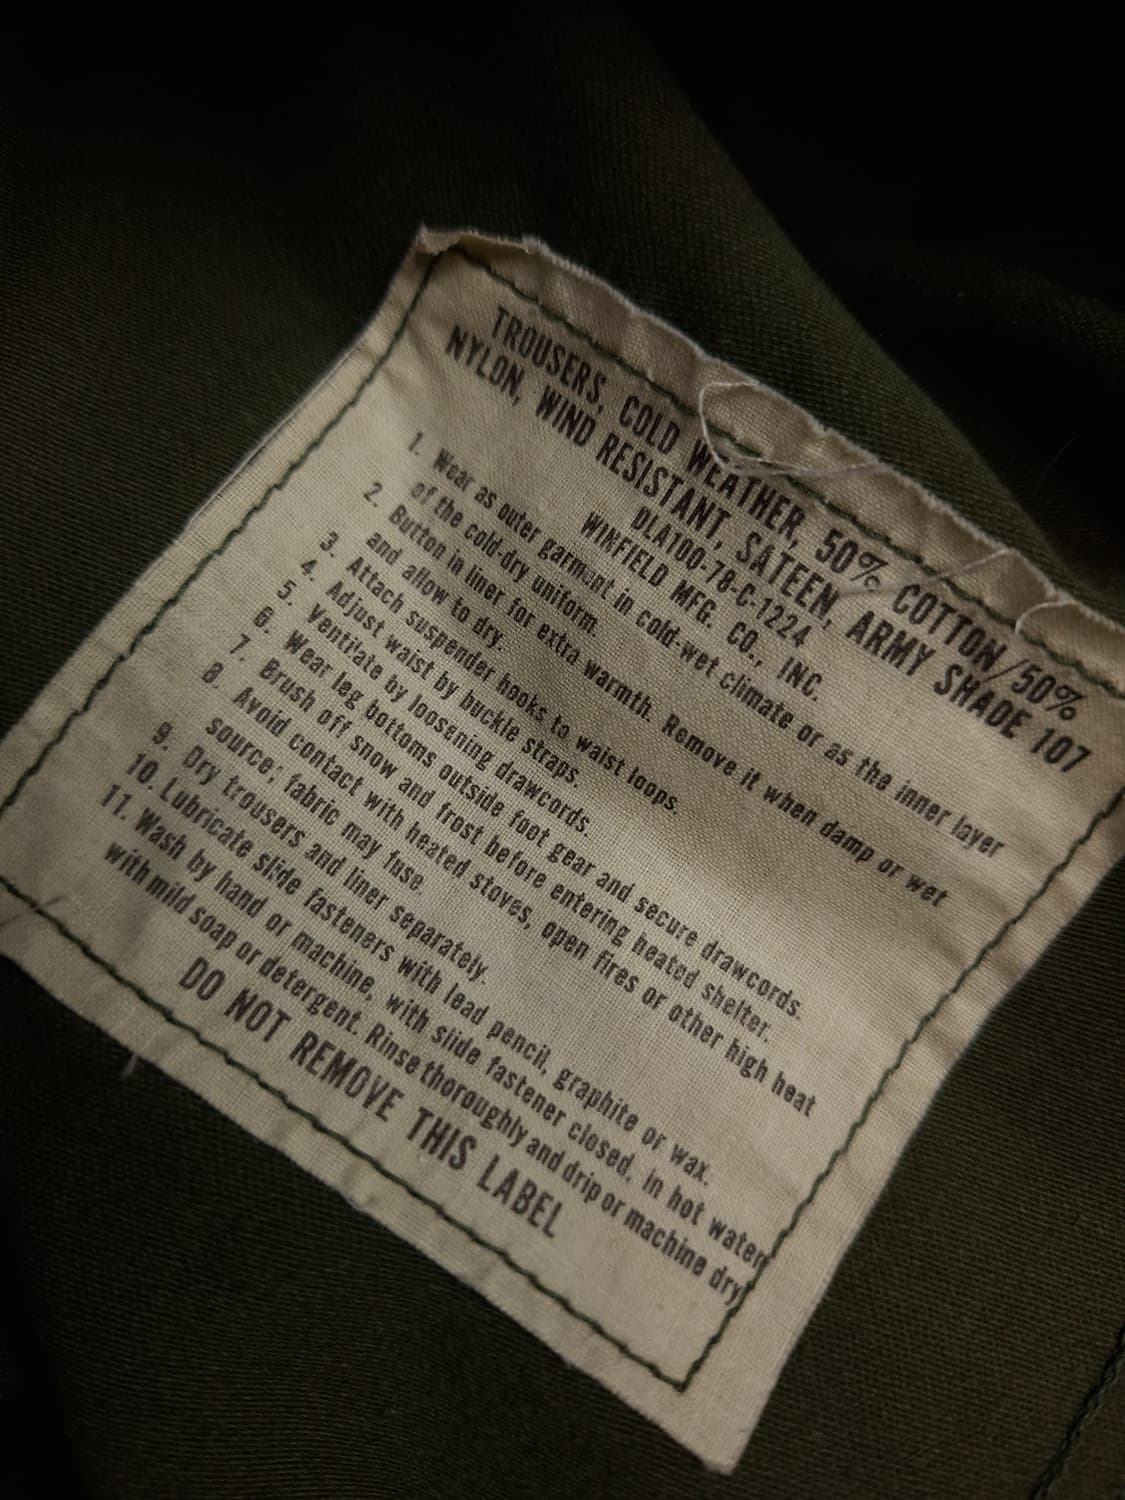 TROUSERS, COLD WEATHER, 50% COTTON/50%
NYLON, WIND RESISTANT, SATEEN, ARMY SHADE 107
DLA100-78-C-1224
WINFIELD MFG. CO., INC.
1. Wear as outer garment in cold-wet climate or as the inner layer
of the cold-dry uniform.
2. Button in liner for extra warmth. Remove it when damp or wet
and allow to dry.
3. Attach suspender hooks to waist loops.
4. Adjust waist by buckle straps.
5. Ventilate by loosening drawcords.
6. Wear leg bottoms outside foot gear and secure drawcords.
7. Brush off snow and frost before entering heated shelter.
8. Avoid contact with heated stoves, open fires or other high heat
source; fabric may fuse.
9. Dry trousers and liner separately.
10. Lubricate slide fasteners with lead pencil, graphite or wax.
11. Wash by hand or machine, with slide fastener closed, in hot water
with mild soap or detergent. Rinse thoroughly and drip or machine dry
DO NOT REMOVE THIS LABEL